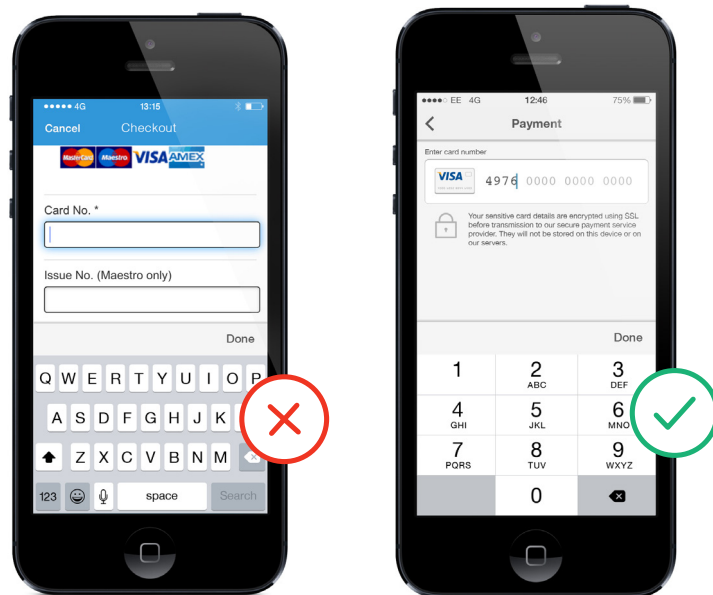 4G 13:15
Cancel Checkout
MasterCard Maestro VISA AMEX
Card No. *
Issue No. (Maestro only)
Done
Q W E R T Y U I O P
A S D F G H J K
Z X C V B N M
123 space Search
EE 4G 12:46 75%
Payment
Enter card number
VISA 4976 0000 0000 0000
Your sensitive card details are encrypted using SSL
before transmission to our secure payment service
provider. They will not be stored on this device or on
our servers.
Done
1 2 3
ABC DEF
4 5 6
GHI JKL MNO
7 8 9
PQRS TUV WXYZ
0